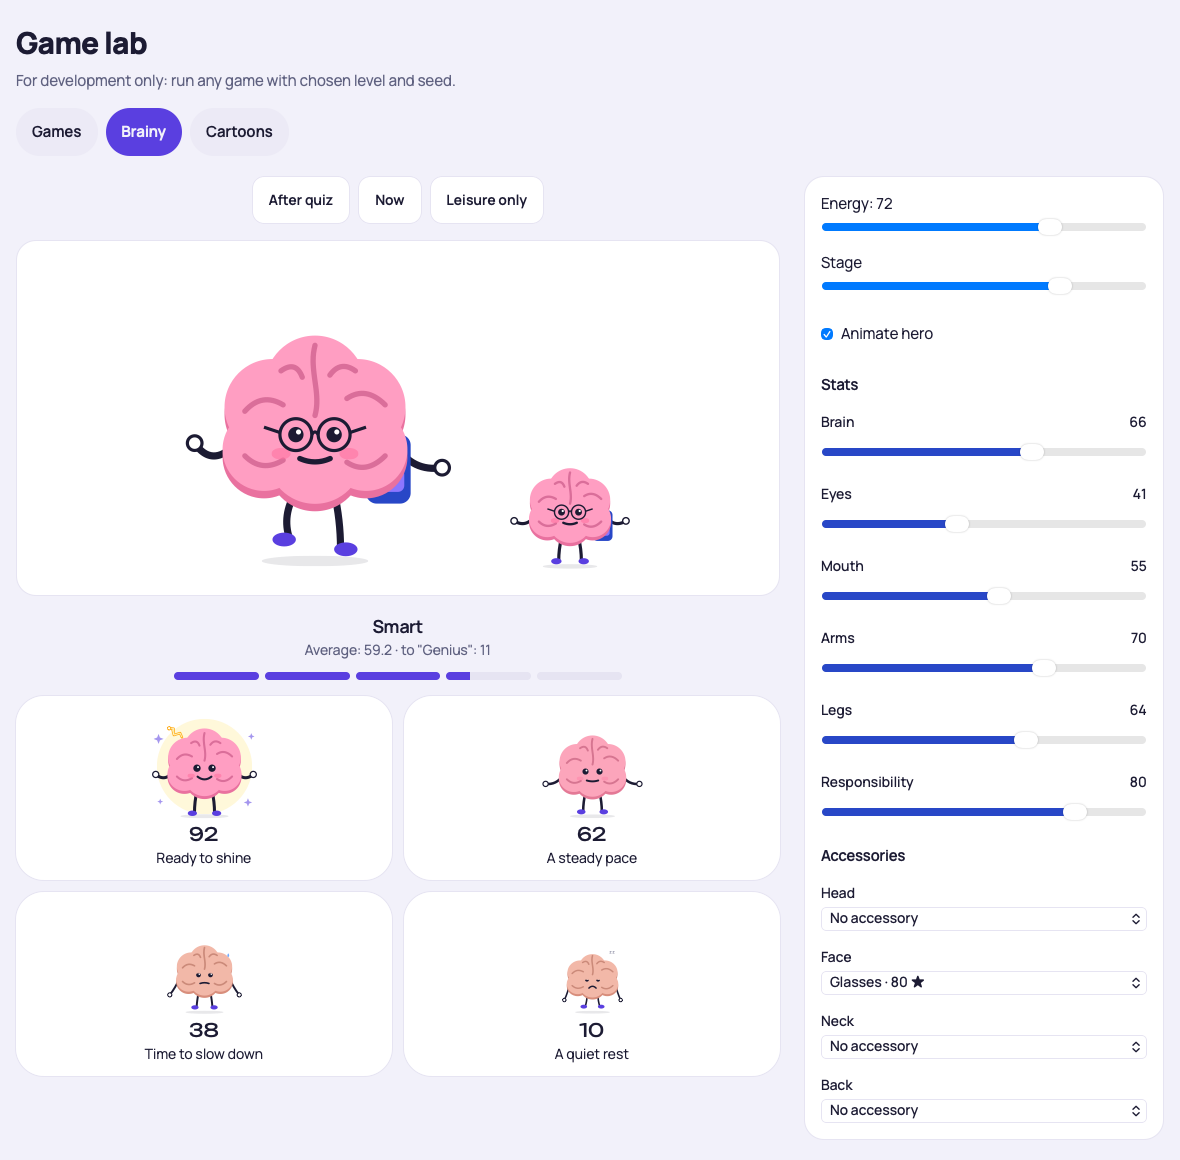 Game lab
For development only: run any game with chosen level and seed.
Games
Brainy
Cartoons
After quiz
Now
Leisure only
Smart
Average: 59.2 · to "Genius": 11
92
Ready to shine
62
A steady pace
38
Time to slow down
10
A quiet rest
Energy: 72
Stage
Animate hero
Stats
Brain 66
Eyes 41
Mouth 55
Arms 70
Legs 64
Responsibility 80
Accessories
Head
No accessory
Face
Glasses · 80 ★
Neck
No accessory
Back
No accessory